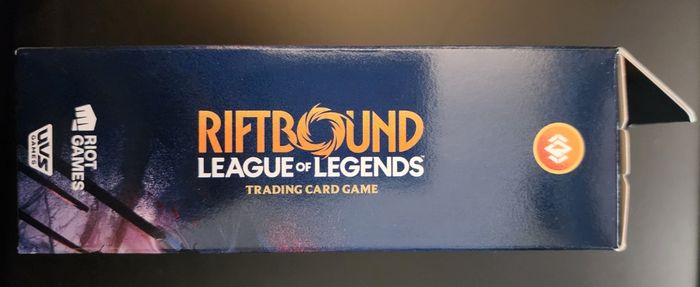 RIFTBOUND
LEAGUE OF LEGENDS
TRADING CARD GAME
RIOT
GAMES
UVS
GAMES